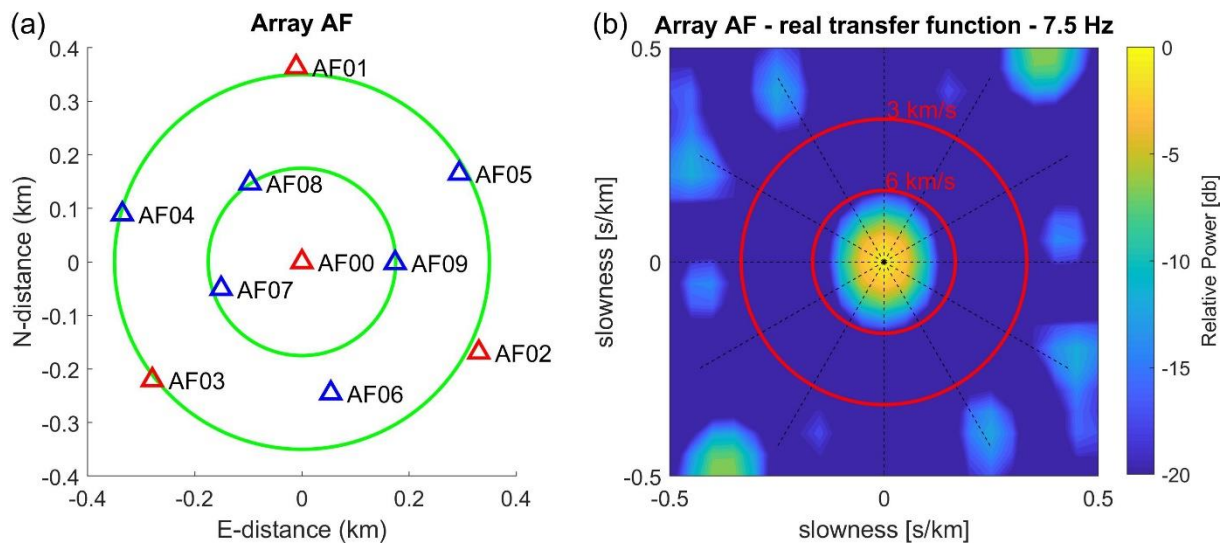 (a) Array AF
0.4
0.3
0.2
0.1
0
-0.1
-0.2
-0.3
-0.4
N-distance (km)
AF01
AF05
AF08
AF04
AF00
AF09
AF07
AF02
AF03
AF06
-0.4 -0.2 0 0.2 0.4
E-distance (km)
(b) Array AF - real transfer function - 7.5 Hz
0.5
0
-0.5
slowness [s/km]
3 km/s
6 km/s
-0.5 0 0.5
slowness [s/km]
0
-5
-10
-15
-20
Relative Power [db]